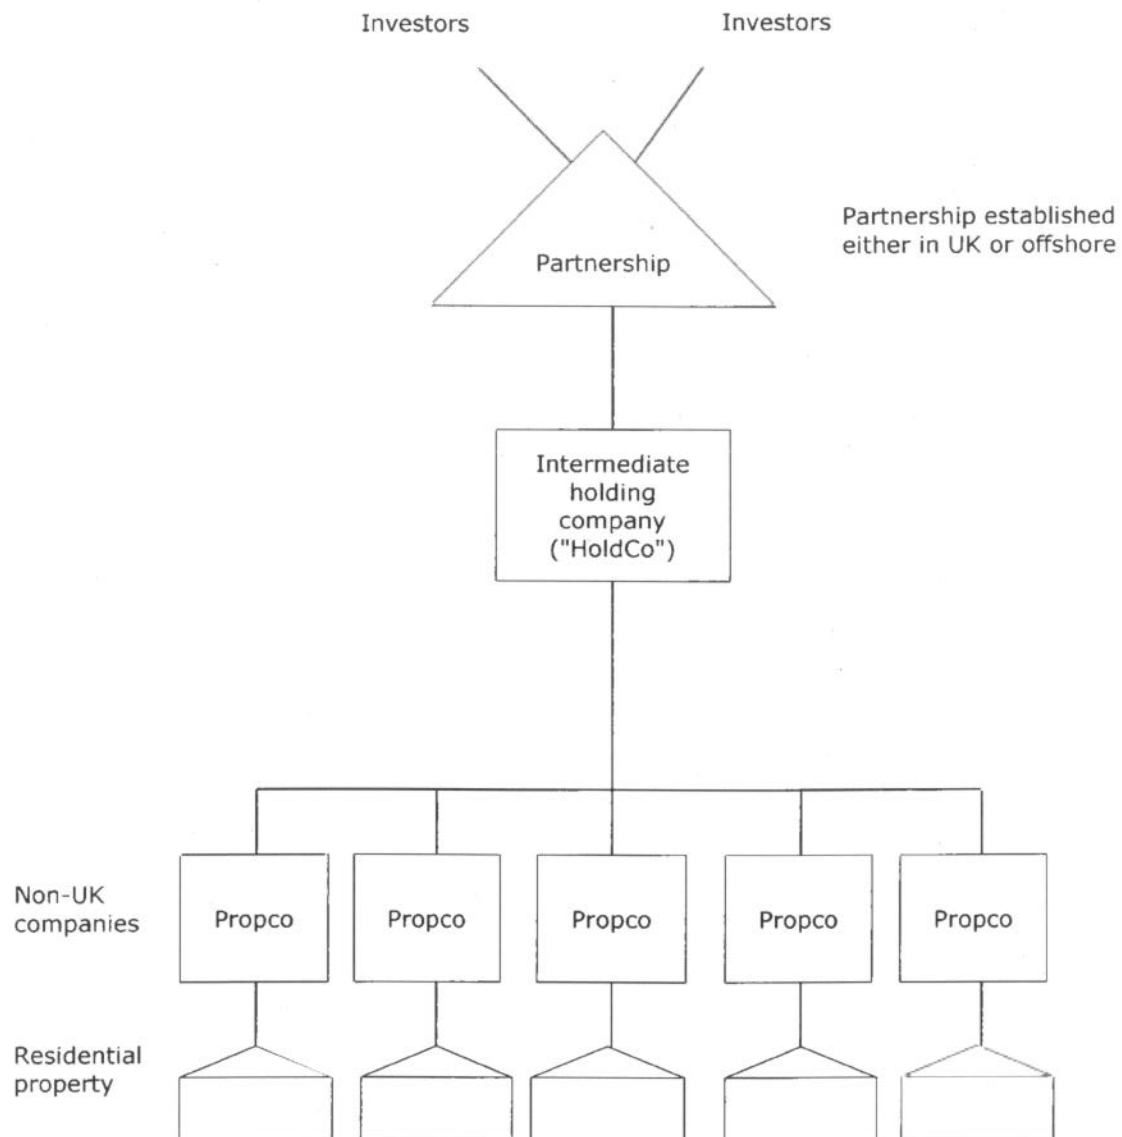 Investors
Investors
Partnership established
either in UK or offshore
Partnership
Intermediate
holding
company
("HoldCo")
Non-UK
companies
Propco
Propco
Propco
Propco
Propco
Residential
property